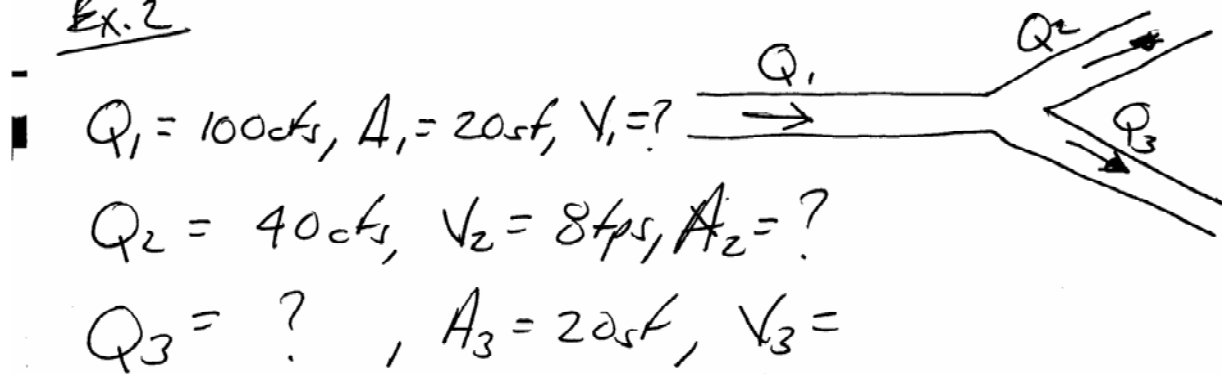 Ex. 2
Q₁ = 100cfs, A₁ = 20sf, V₁ = ?
Q₂ = 40cfs, V₂ = 8fps, A₂ = ?
Q₃ = ? , A₃ = 20sf, V₃ =
Q₁
Q₂
Q₃